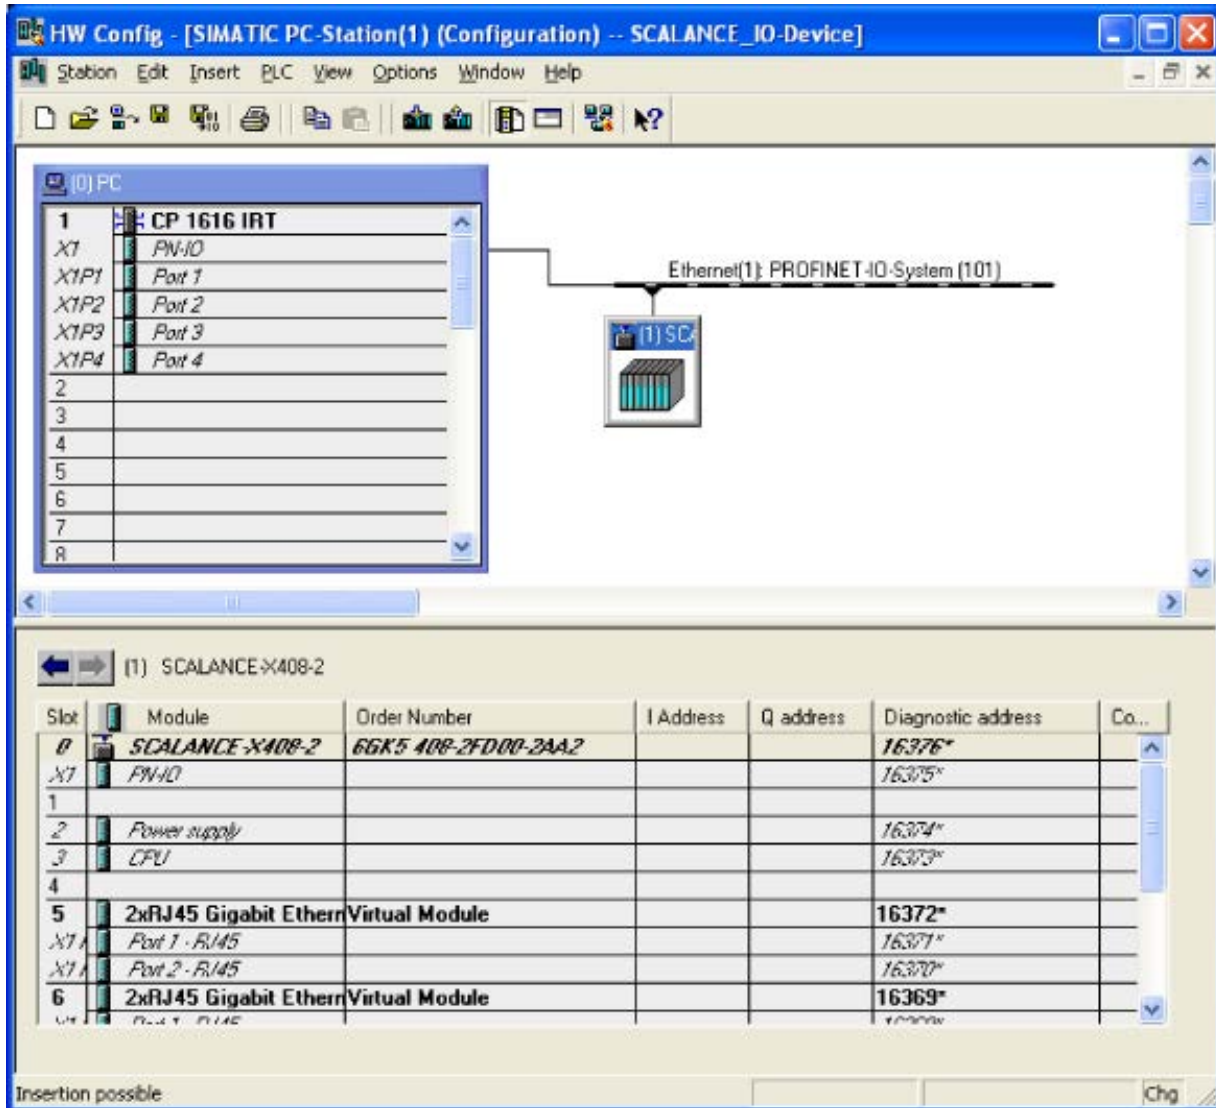 HW Config - [SIMATIC PC-Station(1) (Configuration) -- SCALANCE_IO-Device]
Station Edit Insert PLC View Options Window Help
(0) PC
1 CP 1616 IRT
X1 PN-IO
X1P1 Port 1
X1P2 Port 2
X1P3 Port 3
X1P4 Port 4
2
3
4
5
6
7
8
Ethernet(1): PROFINET-IO-System (101)
(1) SCA
(1) SCALANCE-X408-2
Slot Module Order Number I Address Q address Diagnostic address Co...
0 SCALANCE-X408-2 6GK5 408-2FD00-2AA2 16376*
X1 PN-IO 16375*
1
2 Power supply 16374*
3 CPU 16373*
4
5 2xRJ45 Gigabit Ethern Virtual Module 16372*
X1 Port 1 - RJ45 16371*
X1 Port 2 - RJ45 16370*
6 2xRJ45 Gigabit Ethern Virtual Module 16369*
Insertion possible
Chg